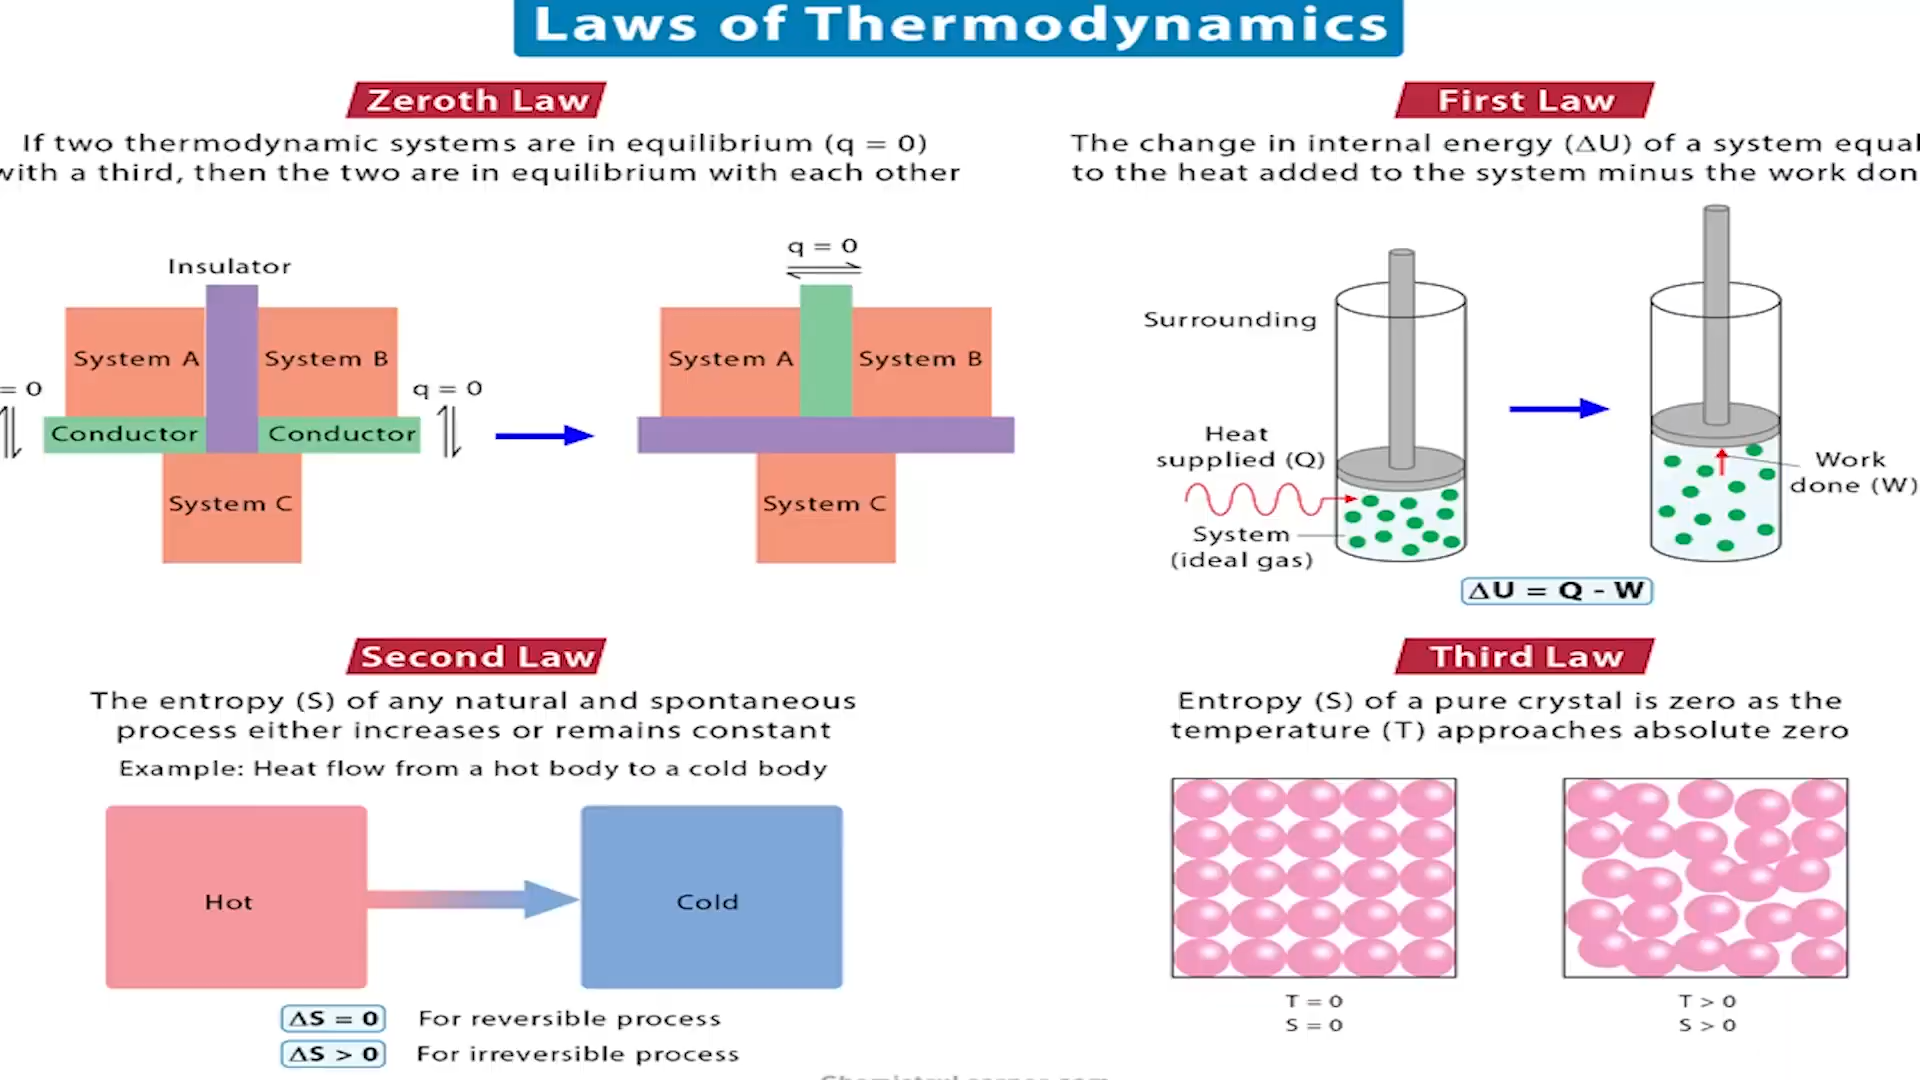 Laws of Thermodynamics
Zeroth Law
If two thermodynamic systems are in equilibrium (q = 0)
with a third, then the two are in equilibrium with each other
Insulator
System A
System B
= 0
q = 0
Conductor
Conductor
System C
q = 0
System A
System B
System C
First Law
The change in internal energy (ΔU) of a system equal
to the heat added to the system minus the work don
Surrounding
Heat
supplied (Q)
System
(ideal gas)
Work
done (W)
ΔU = Q - W
Second Law
The entropy (S) of any natural and spontaneous
process either increases or remains constant
Example: Heat flow from a hot body to a cold body
Hot
Cold
ΔS = 0 For reversible process
ΔS > 0 For irreversible process
Third Law
Entropy (S) of a pure crystal is zero as the
temperature (T) approaches absolute zero
T = 0
S = 0
T > 0
S > 0